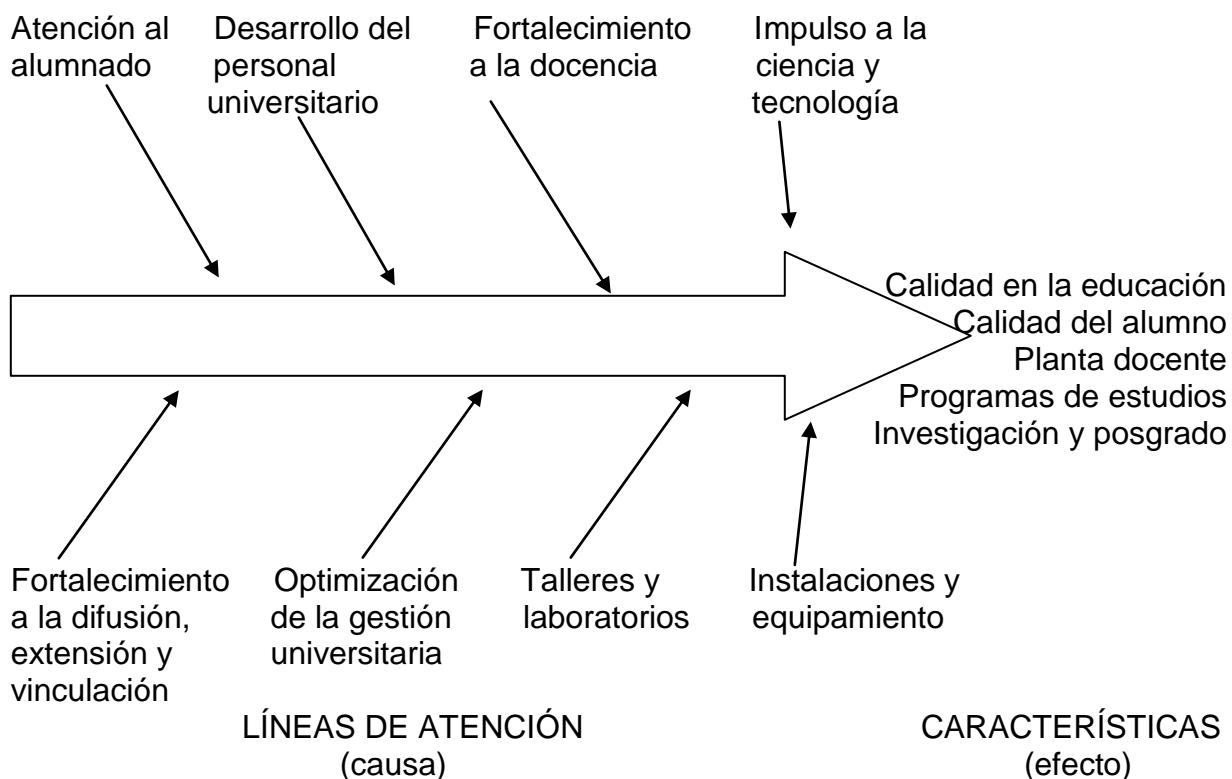 Atención al
alumnado
Desarrollo del
personal
universitario
Fortalecimiento
a la docencia
Impulso a la
ciencia y
tecnología
Calidad en la educación
Calidad del alumno
Planta docente
Programas de estudios
Investigación y posgrado
Fortalecimiento
a la difusión,
extensión y
vinculación
Optimización
de la gestión
universitaria
Talleres y
laboratorios
Instalaciones y
equipamiento
LÍNEAS DE ATENCIÓN
(causa)
CARACTERÍSTICAS
(efecto)